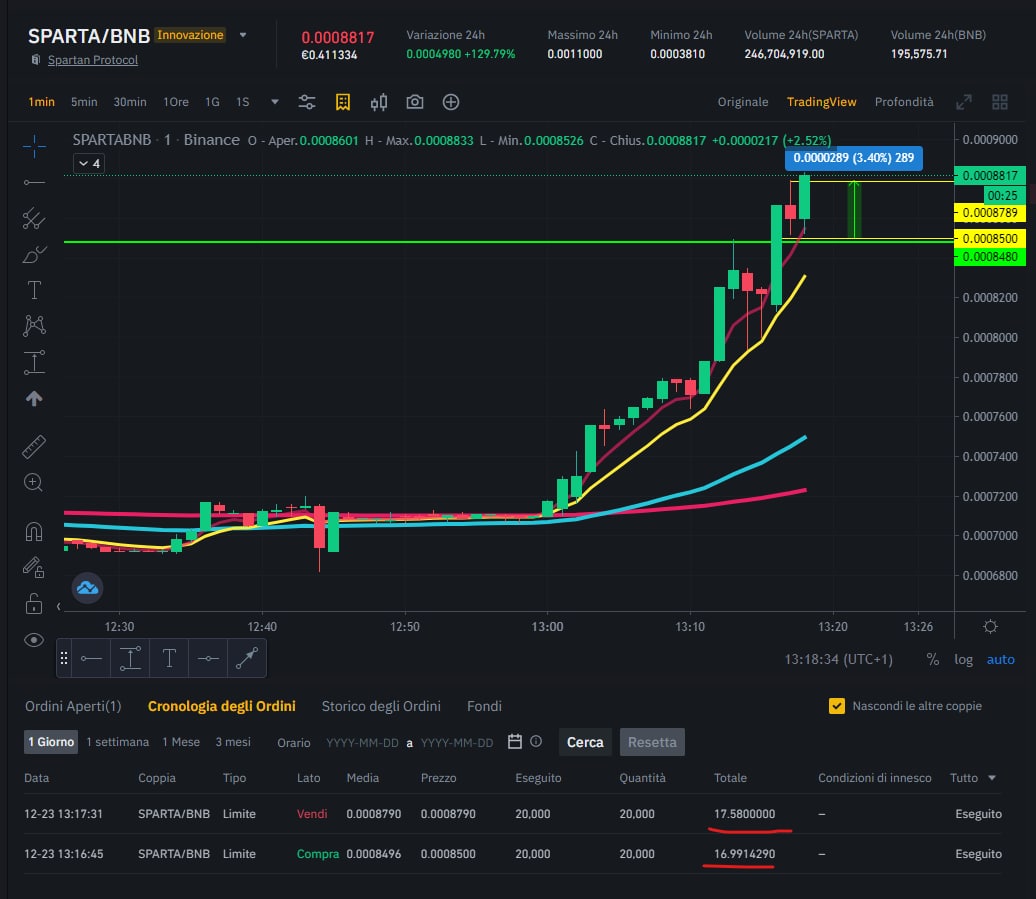 SPARTA/BNB Innovazione 0.0008817 Variazione 24h Massimo 24h Minimo 24h Volume 24h(SPARTA) Volume 24h(BNB)
Spartan Protocol €0.411334 0.0004980 +129.79% 0.0011000 0.0003810 246,704,919.00 195,575.71
1min 5min 30min 1Ore 1G 1S Originale TradingView Profondità
SPARTABNB · 1 · Binance O - Aper.0.0008601 H - Max.0.0008833 L - Min.0.0008526 C - Chius.0.0008817 +0.0000217 (+2.52%)
4
0.0000289 (3.40%) 289
0.0009000
0.0008817
00:25
0.0008789
0.0008500
0.0008480
0.0008200
0.0008000
0.0007800
0.0007600
0.0007400
0.0007200
0.0007000
0.0006800
12:30 12:40 12:50 13:00 13:10 13:20 13:26
13:18:34 (UTC+1) % log auto
Ordini Aperti(1) Cronologia degli Ordini Storico degli Ordini Fondi Nascondi le altre coppie
1 Giorno 1 settimana 1 Mese 3 mesi Orario YYYY-MM-DD a YYYY-MM-DD Cerca Resetta
Data Coppia Tipo Lato Media Prezzo Eseguito Quantità Totale Condizioni di innesco Tutto
12-23 13:17:31 SPARTA/BNB Limite Vendi 0.0008790 0.0008790 20,000 20,000 17.5800000 – Eseguito
12-23 13:16:45 SPARTA/BNB Limite Compra 0.0008496 0.0008500 20,000 20,000 16.9914290 – Eseguito